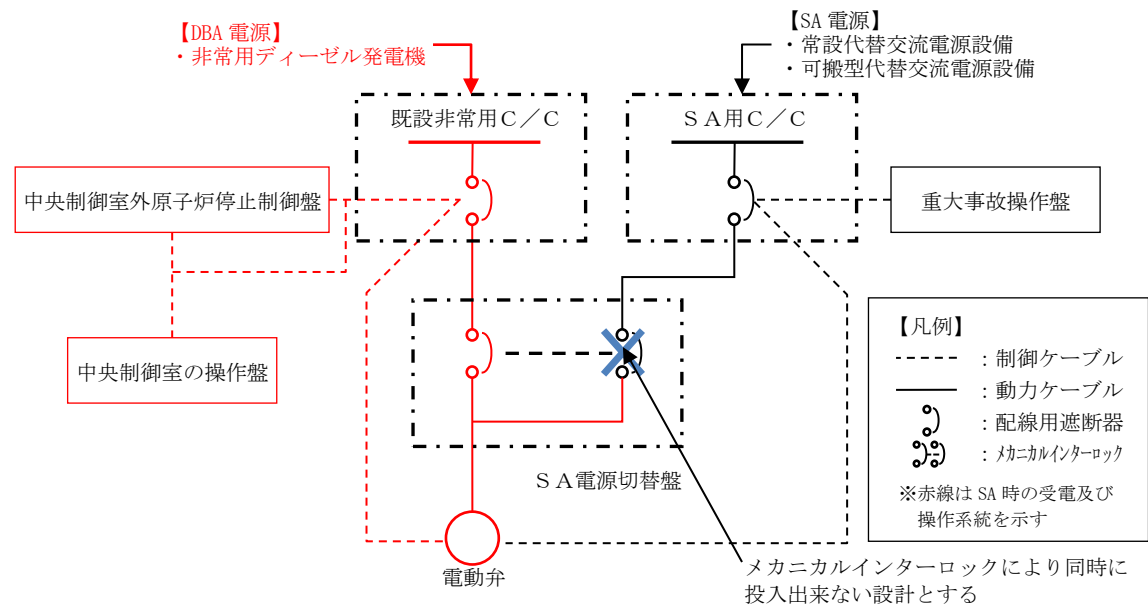 【DBA 電源】
・非常用ディーゼル発電機
【SA 電源】
・常設代替交流電源設備
・可搬型代替交流電源設備
既設非常用C／C
SA用C／C
中央制御室外原子炉停止制御盤
重大事故操作盤
中央制御室の操作盤
SA電源切替盤
電動弁
メカニカルインターロックにより同時に
投入出来ない設計とする
【凡例】
：制御ケーブル
：動力ケーブル
：配線用遮断器
：ﾒｶﾆｶﾙｲﾝﾀｰﾛｯｸ
※赤線は SA 時の受電及び
操作系統を示す